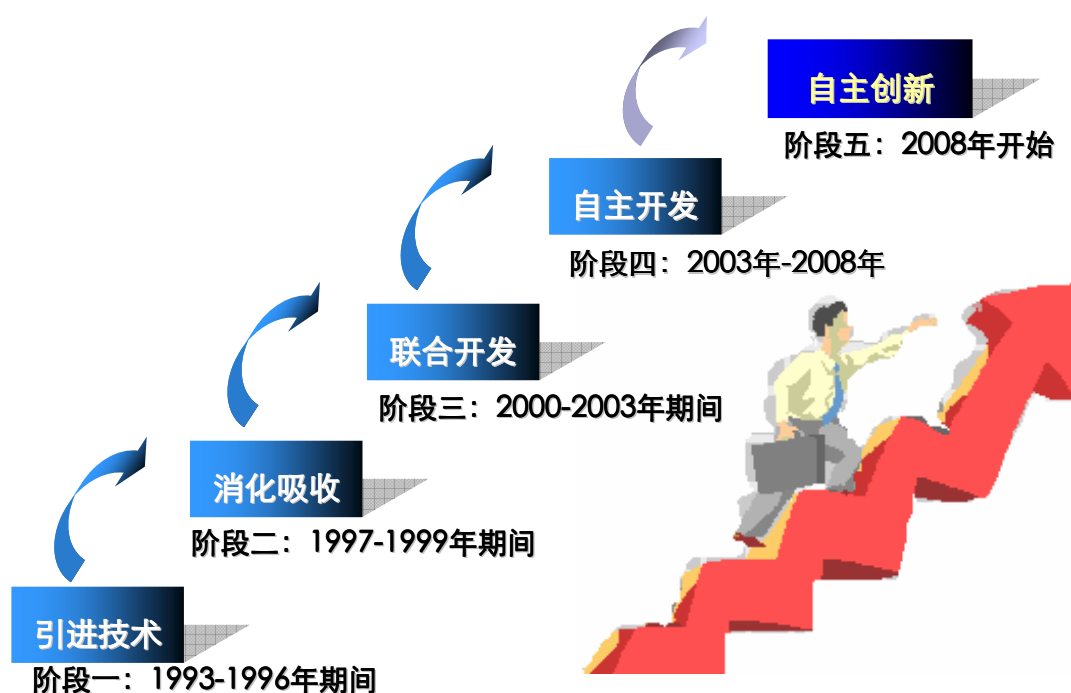 自主创新
阶段五：2008年开始
自主开发
阶段四：2003年-2008年
联合开发
阶段三：2000-2003年期间
消化吸收
阶段二：1997-1999年期间
引进技术
阶段一：1993-1996年期间